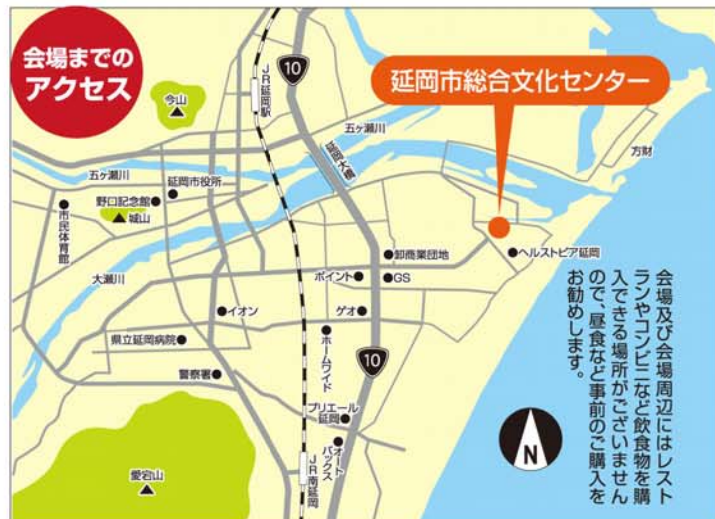 会場までの
アクセス
今山
JR延岡駅
10
延岡市総合文化センター
五ヶ瀬川
延岡大橋
方財
五ヶ瀬川
延岡市役所
野口記念館
城山
市民体育館
大瀬川
卸商業団地
ヘルストピア延岡
ポイント
GS
イオン
ゲオ
県立延岡病院
ホームワイド
10
警察署
プリエール
延岡
オート
バックス
JR南延岡
愛宕山
N
会場及び会場周辺にはレスト
ランやコンビニなど飲食物を購
入できる場所がございません
ので、昼食など事前のご購入を
お勧めします。